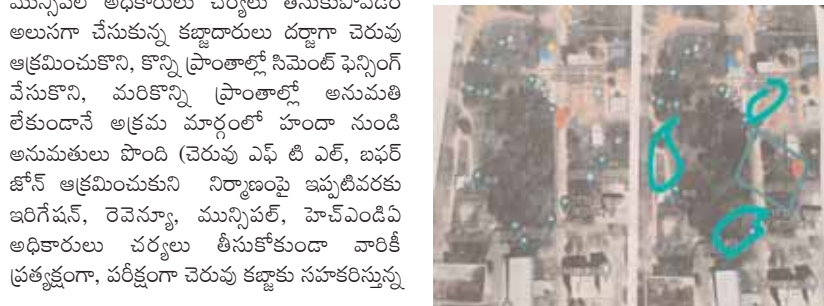 మున్సిపల్ అధికారులు చర్యలు తీసుకోవడం
అలుసగా చేసుకున్న కబ్జాదారులు దర్జాగా చెరువు
ఆక్రమించుకొని, కొన్ని ప్రాంతాల్లో సిమెంట్ ఫెన్సింగ్
వేసుకొని, మరికొన్ని ప్రాంతాల్లో అనుమతి
లేకుండానే అక్రమ మార్గంలో హందా నుండి
అనుమతులు పొంది (చెరువు ఎఫ్ టి ఎల్, బఫర్
జోన్ ఆక్రమించుకుని నిర్మాణంపై ఇప్పటివరకు
ఇరిగేషన్, రెవెన్యూ, మున్సిపల్, హెచ్ఎండిఏ
అధికారులు చర్యలు తీసుకోకుండా వారికీ
ప్రత్యక్షంగా, పరీక్షంగా చెరువు కబ్జాకు సహకరిస్తున్న